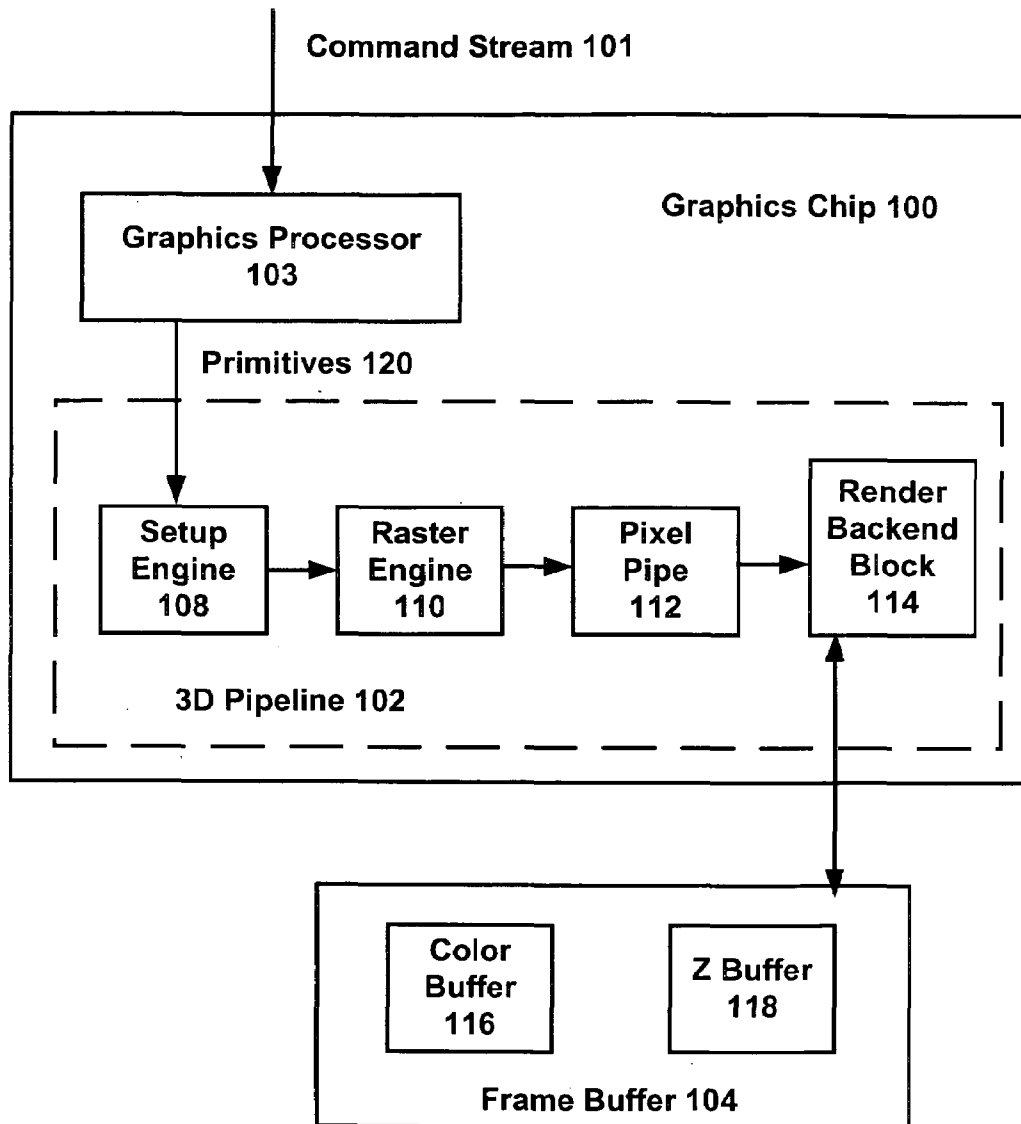 Command Stream 101
Graphics Chip 100
Graphics Processor
103
Primitives 120
Setup
Engine
108
Raster
Engine
110
Pixel
Pipe
112
Render
Backend
Block
114
3D Pipeline 102
Color
Buffer
116
Z Buffer
118
Frame Buffer 104